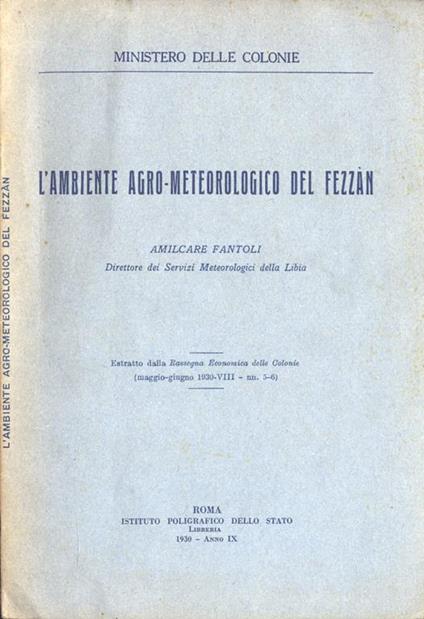 MINISTERO DELLE COLONIE
L'AMBIENTE AGRO-METEOROLOGICO DEL FEZZÀN
AMILCARE FANTOLI
Direttore dei Servizi Meteorologici della Libia
Estratto dalla Rassegna Economica delle Colonie
(maggio-giugno 1930-VIII - nn. 5-6)
ROMA
ISTITUTO POLIGRAFICO DELLO STATO
LIBRERIA
1930 - ANNO IX
L'AMBIENTE AGRO-METEOROLOGICO DEL FEZZÀN